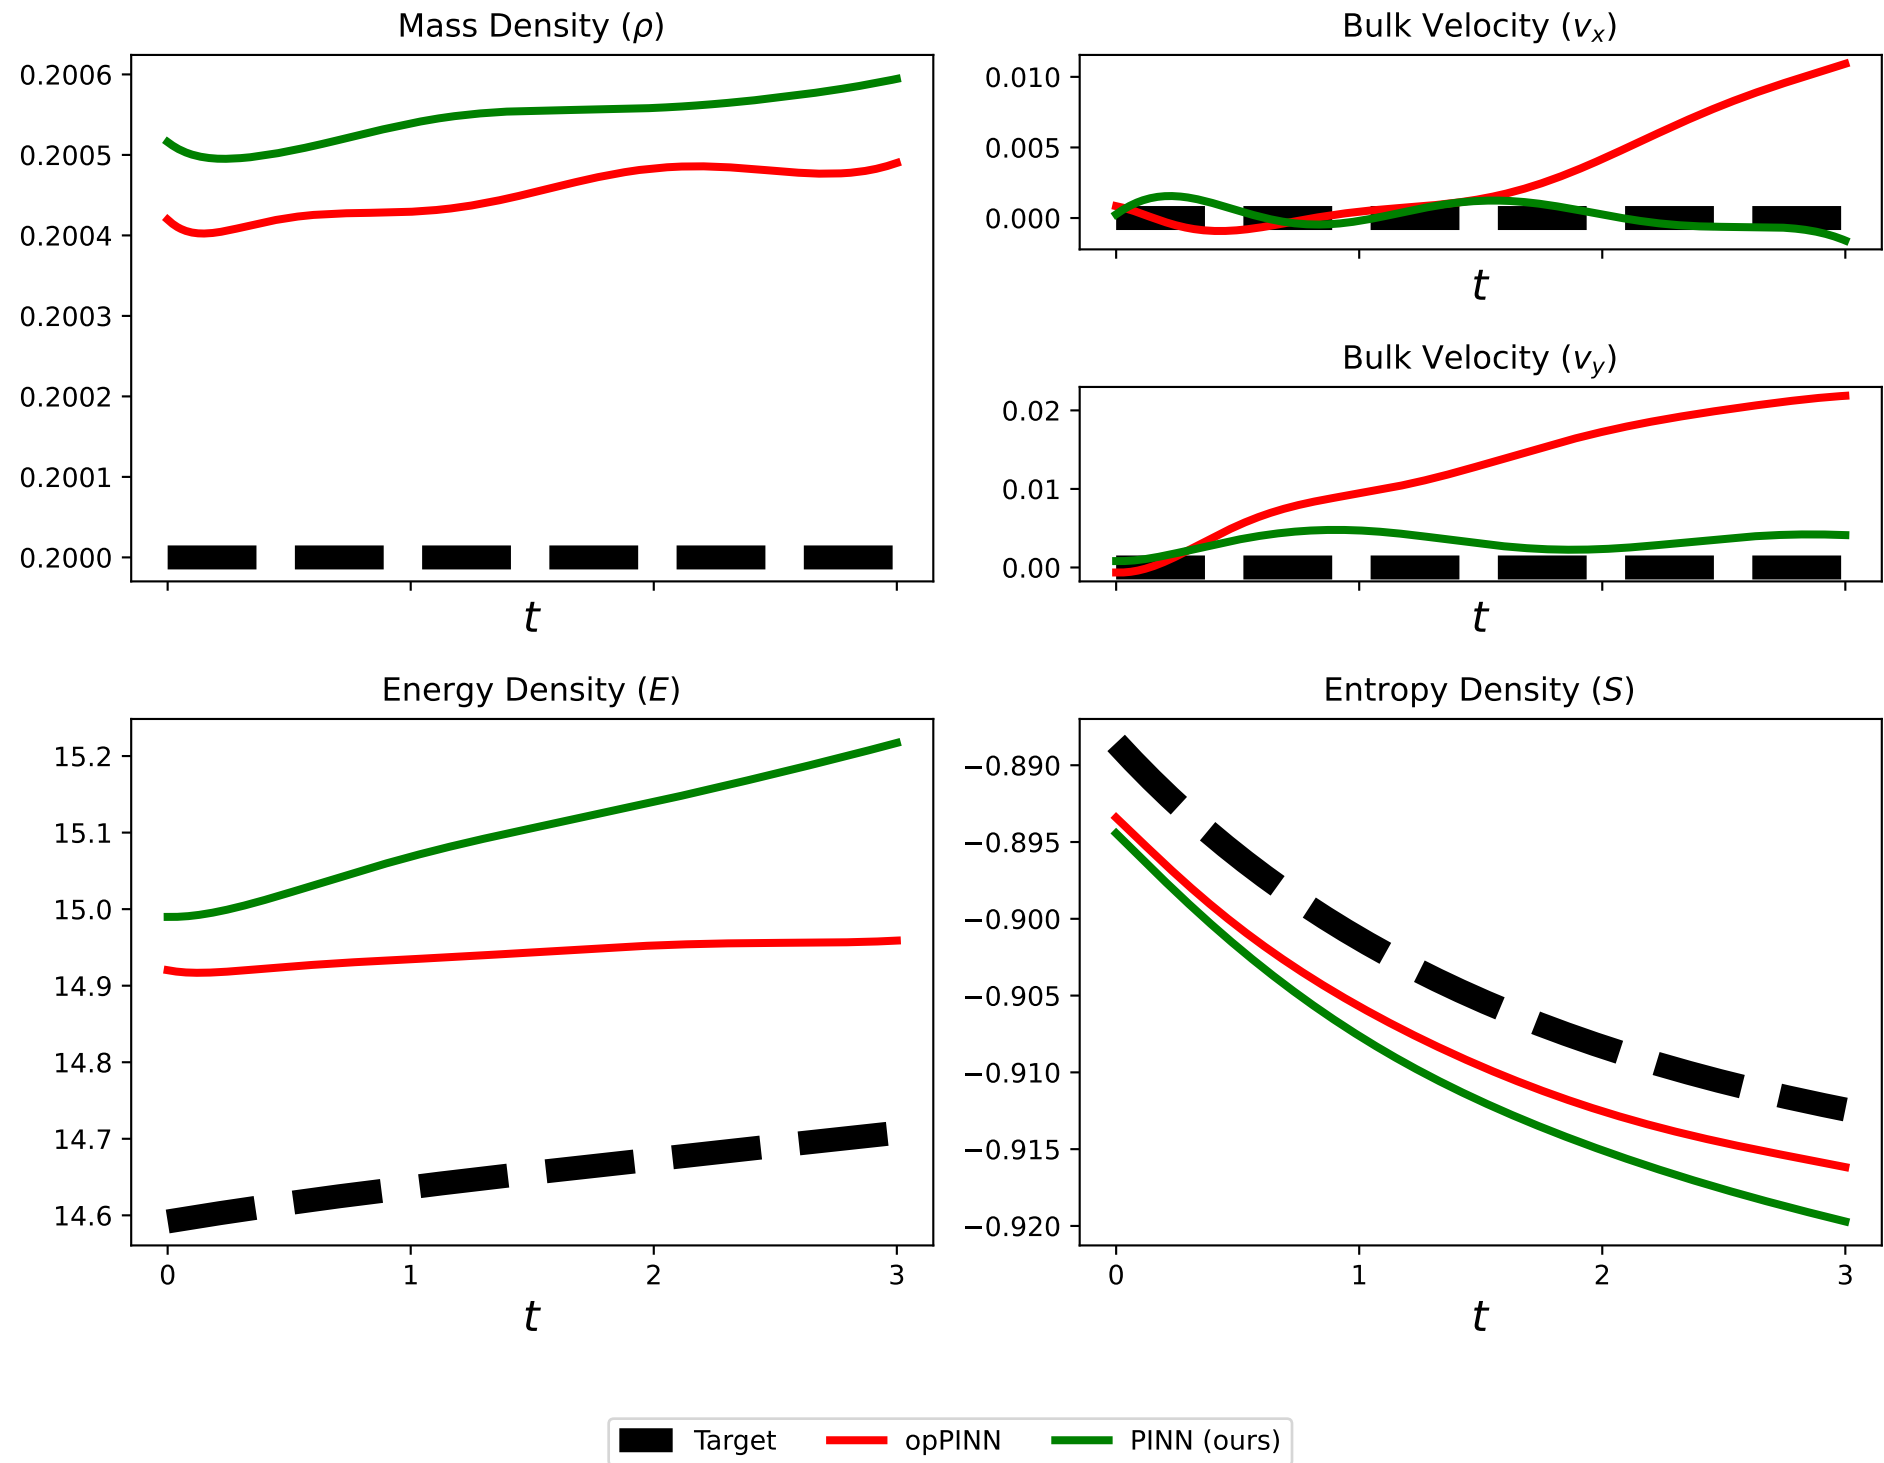 Mass Density (ρ)
0.2006
0.2005
0.2004
0.2003
0.2002
0.2001
0.2000
t
Bulk Velocity (vₓ)
0.010
0.005
0.000
t
Bulk Velocity (v_y)
0.02
0.01
0.00
t
Energy Density (E)
15.2
15.1
15.0
14.9
14.8
14.7
14.6
0 1 2 3
t
Entropy Density (S)
−0.890
−0.895
−0.900
−0.905
−0.910
−0.915
−0.920
0 1 2 3
t
Target opPINN PINN (ours)